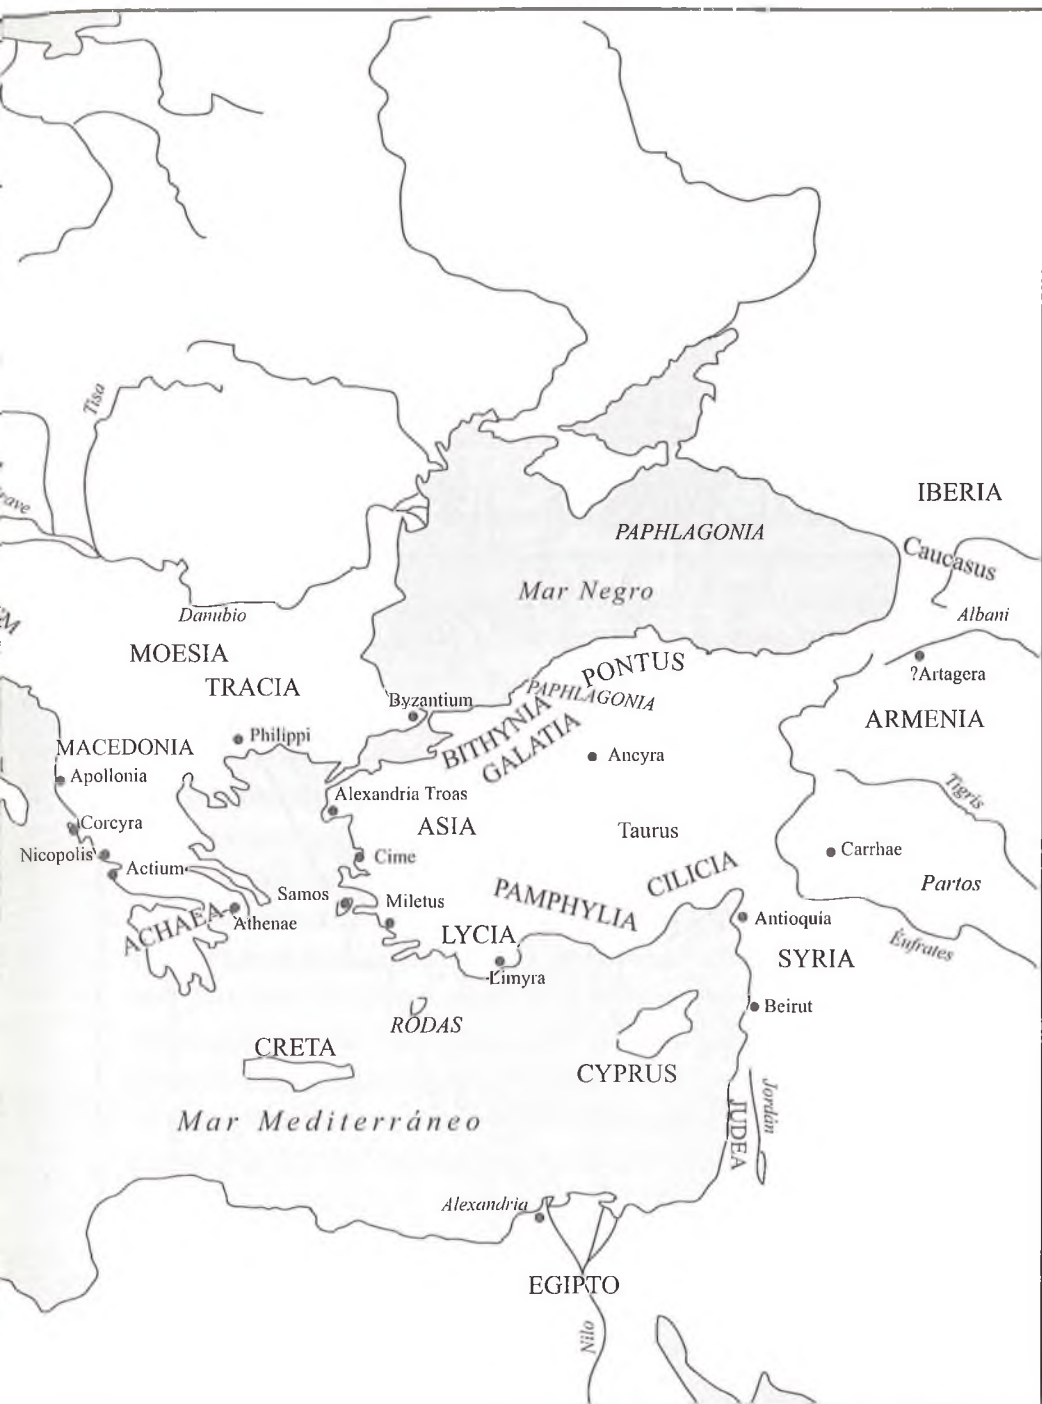 Tisa
IBERIA
PAPHLAGONIA
Caucasus
Mar Negro
Albani
Danubio
MOESIA
PONTUS
?Artagera
TRACIA
PAPHLAGONIA
Byzantium
BITHYNIA
ARMENIA
Philippi
GALATIA
MACEDONIA
Ancyra
Apollonia
Tigris
Alexandria Troas
Corcyra
ASIA
Taurus
Nicopolis
Cime
Carrhae
Actium
CILICIA
Partos
Samos
Miletus
PAMPHYLIA
ACHAEA
Athenae
Antioquía
LYCIA
Éufrates
SYRIA
Limyra
Beirut
RODAS
CRETA
CYPRUS
Jordán
Mar Mediterráneo
JUDEA
Alexandria
EGIPTO
Nilo